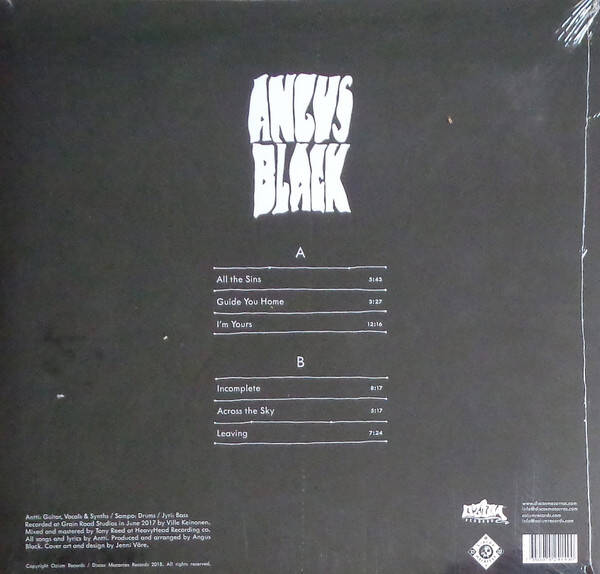 ANGUS
BLACK
A
All the Sins 5:43
Guide You Home 3:27
I'm Yours 12:16
B
Incomplete 8:17
Across the Sky 5:17
Leaving 7:24
Antti: Guitar, Vocals & Synths / Sampo: Drums / Jyri: Bass
Recorded at Grain Road Studios in June 2017 by Ville Keinonen.
Mixed and mastered by Tony Reed at HeavyHead Recording co.
All songs and lyrics by Antti. Produced and arranged by Angus
Black. Cover art and design by Jenni Väre.
Copyright Ozium Records / Discos Macarras Records 2018. All rights reserved.
www.discosmacarras.com
info@discosmacarras.com
oziumrecords.com
info@oziumrecords.com